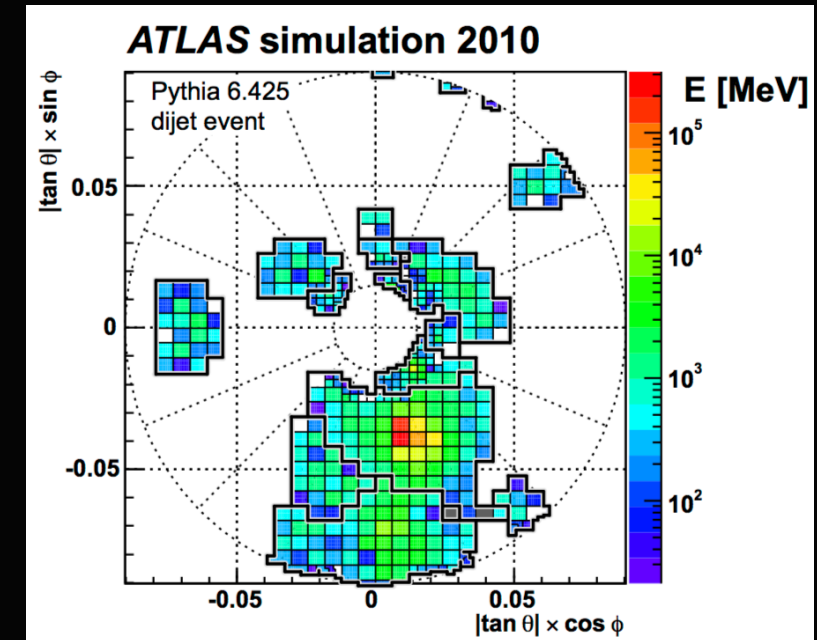 ATLAS simulation 2010
Pythia 6.425
dijet event
E [MeV]
|tan θ| × sin ϕ
0.05
0
-0.05
10⁵
10⁴
10³
10²
-0.05
0
0.05
|tan θ| × cos ϕ